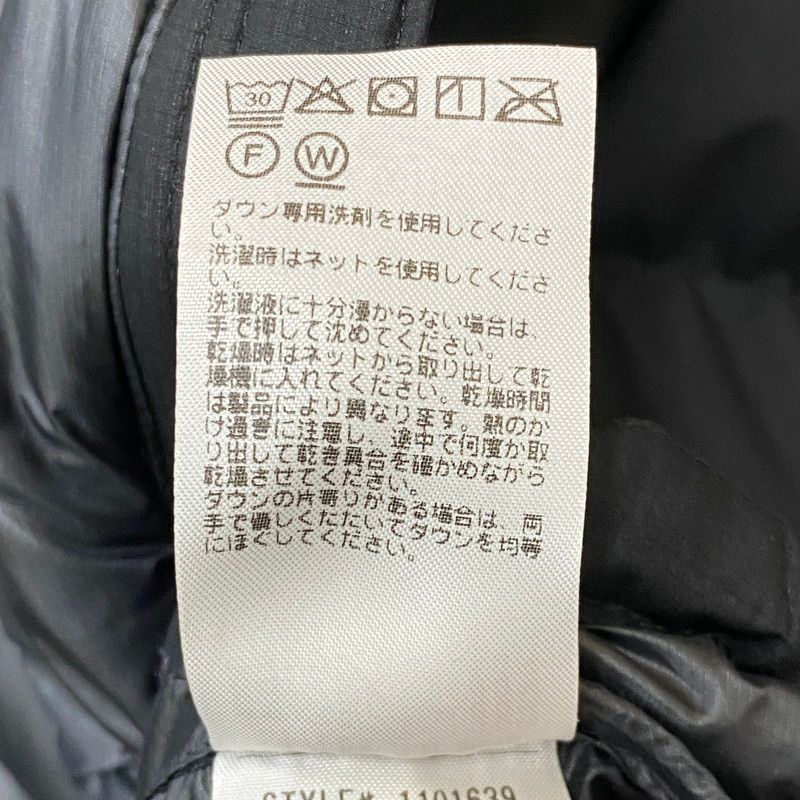 30
F W
ダウン専用洗剤を使用してくださ
い。
洗濯時はネットを使用してくださ
い。
洗濯液に十分漬からない場合は、
手で押して沈めてください。
乾燥時はネットから取り出して乾
燥機に入れてください。乾燥時間
は製品により異なります。熱のか
け過ぎに注意し、途中で何度か取
り出して乾き具合を確かめながら
乾燥させてください。
ダウンの片寄りがある場合は、両
手で優しくたたいてダウンを均等
にほぐしてください。
STYLE# 1101639